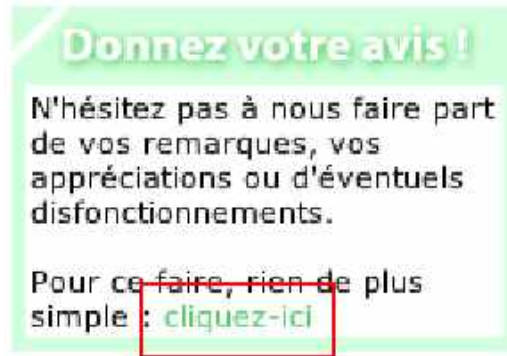 Donnez votre avis !
N'hésitez pas à nous faire part
de vos remarques, vos
appréciations ou d'éventuels
disfonctionnements.
Pour ce faire, rien de plus
simple : cliquez-ici